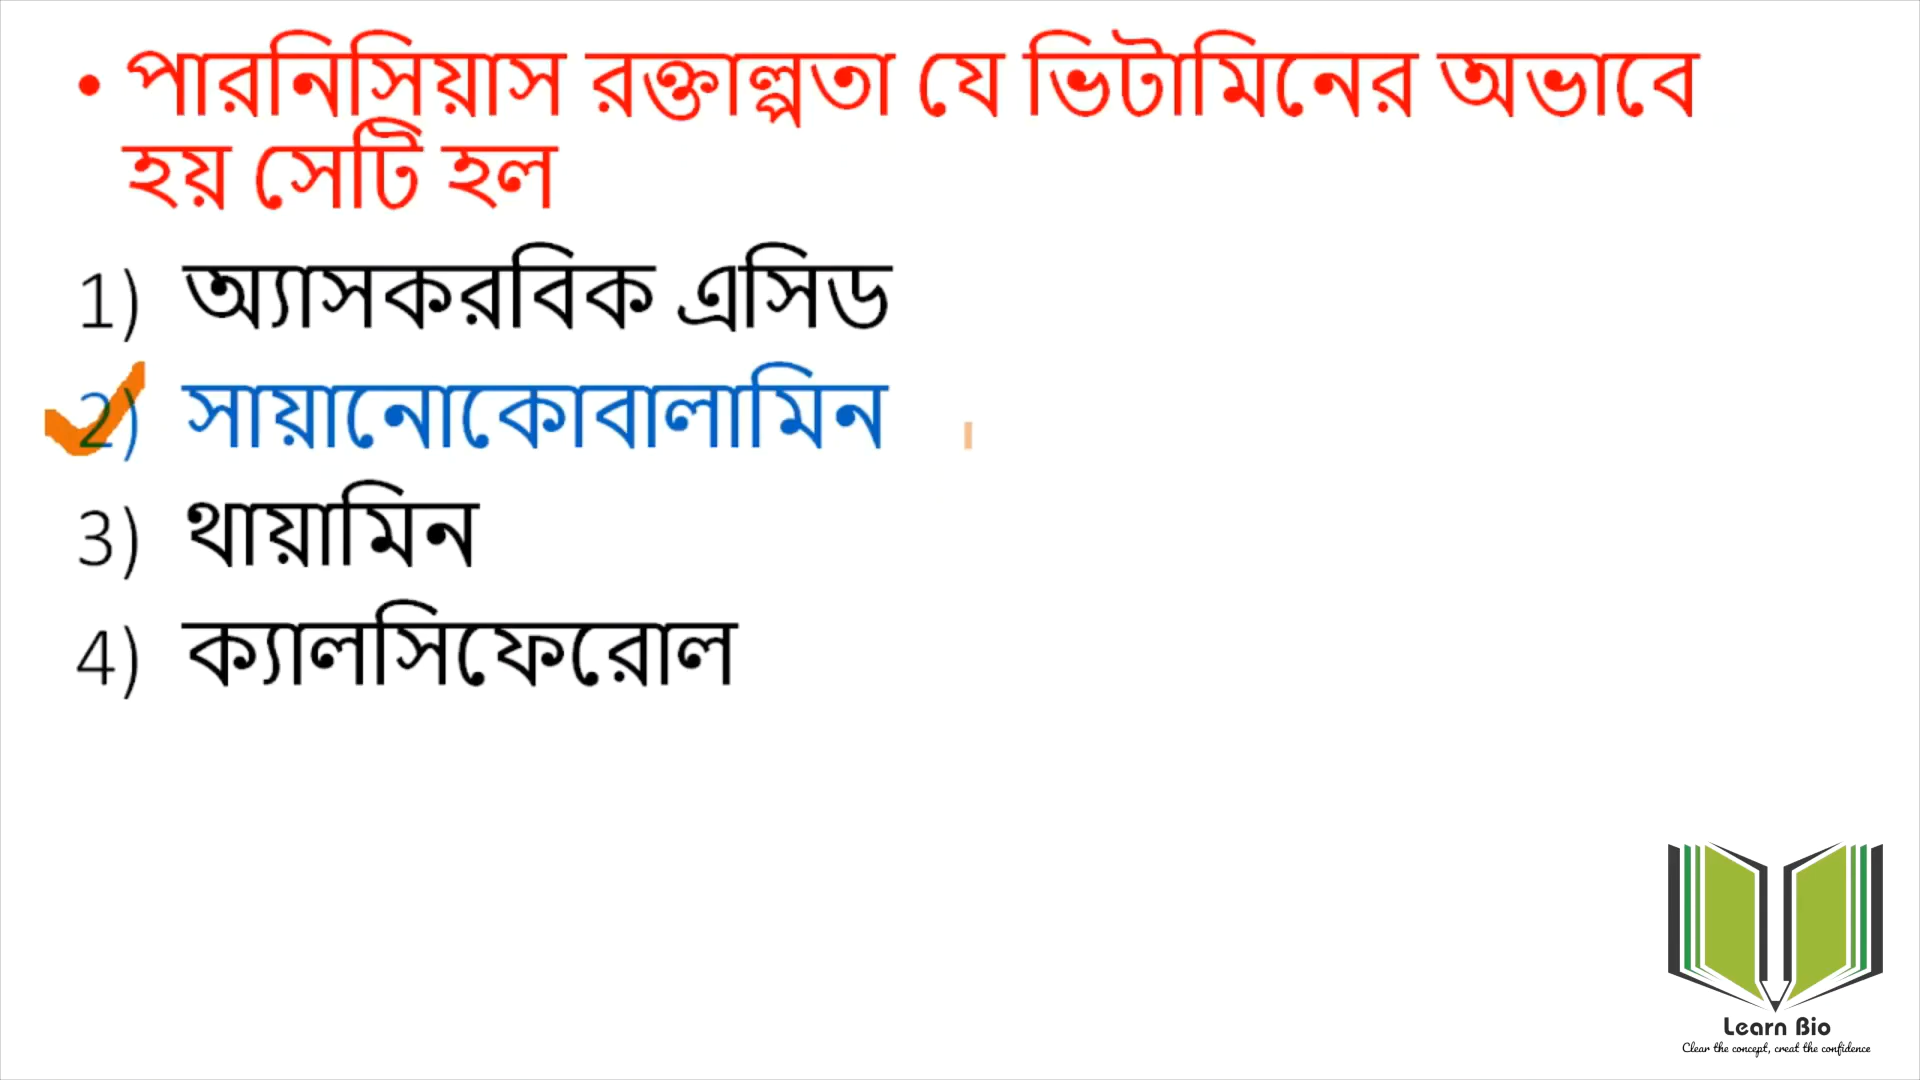 • পারনিসিয়াস রক্তাল্পতা যে ভিটামিনের অভাবে
হয় সেটি হল
1) অ্যাসকরবিক এসিড
2) সায়ানোকোবালামিন
3) থায়ামিন
4) ক্যালসিফেরোল
Learn Bio
Clear the concept, creat the confidence